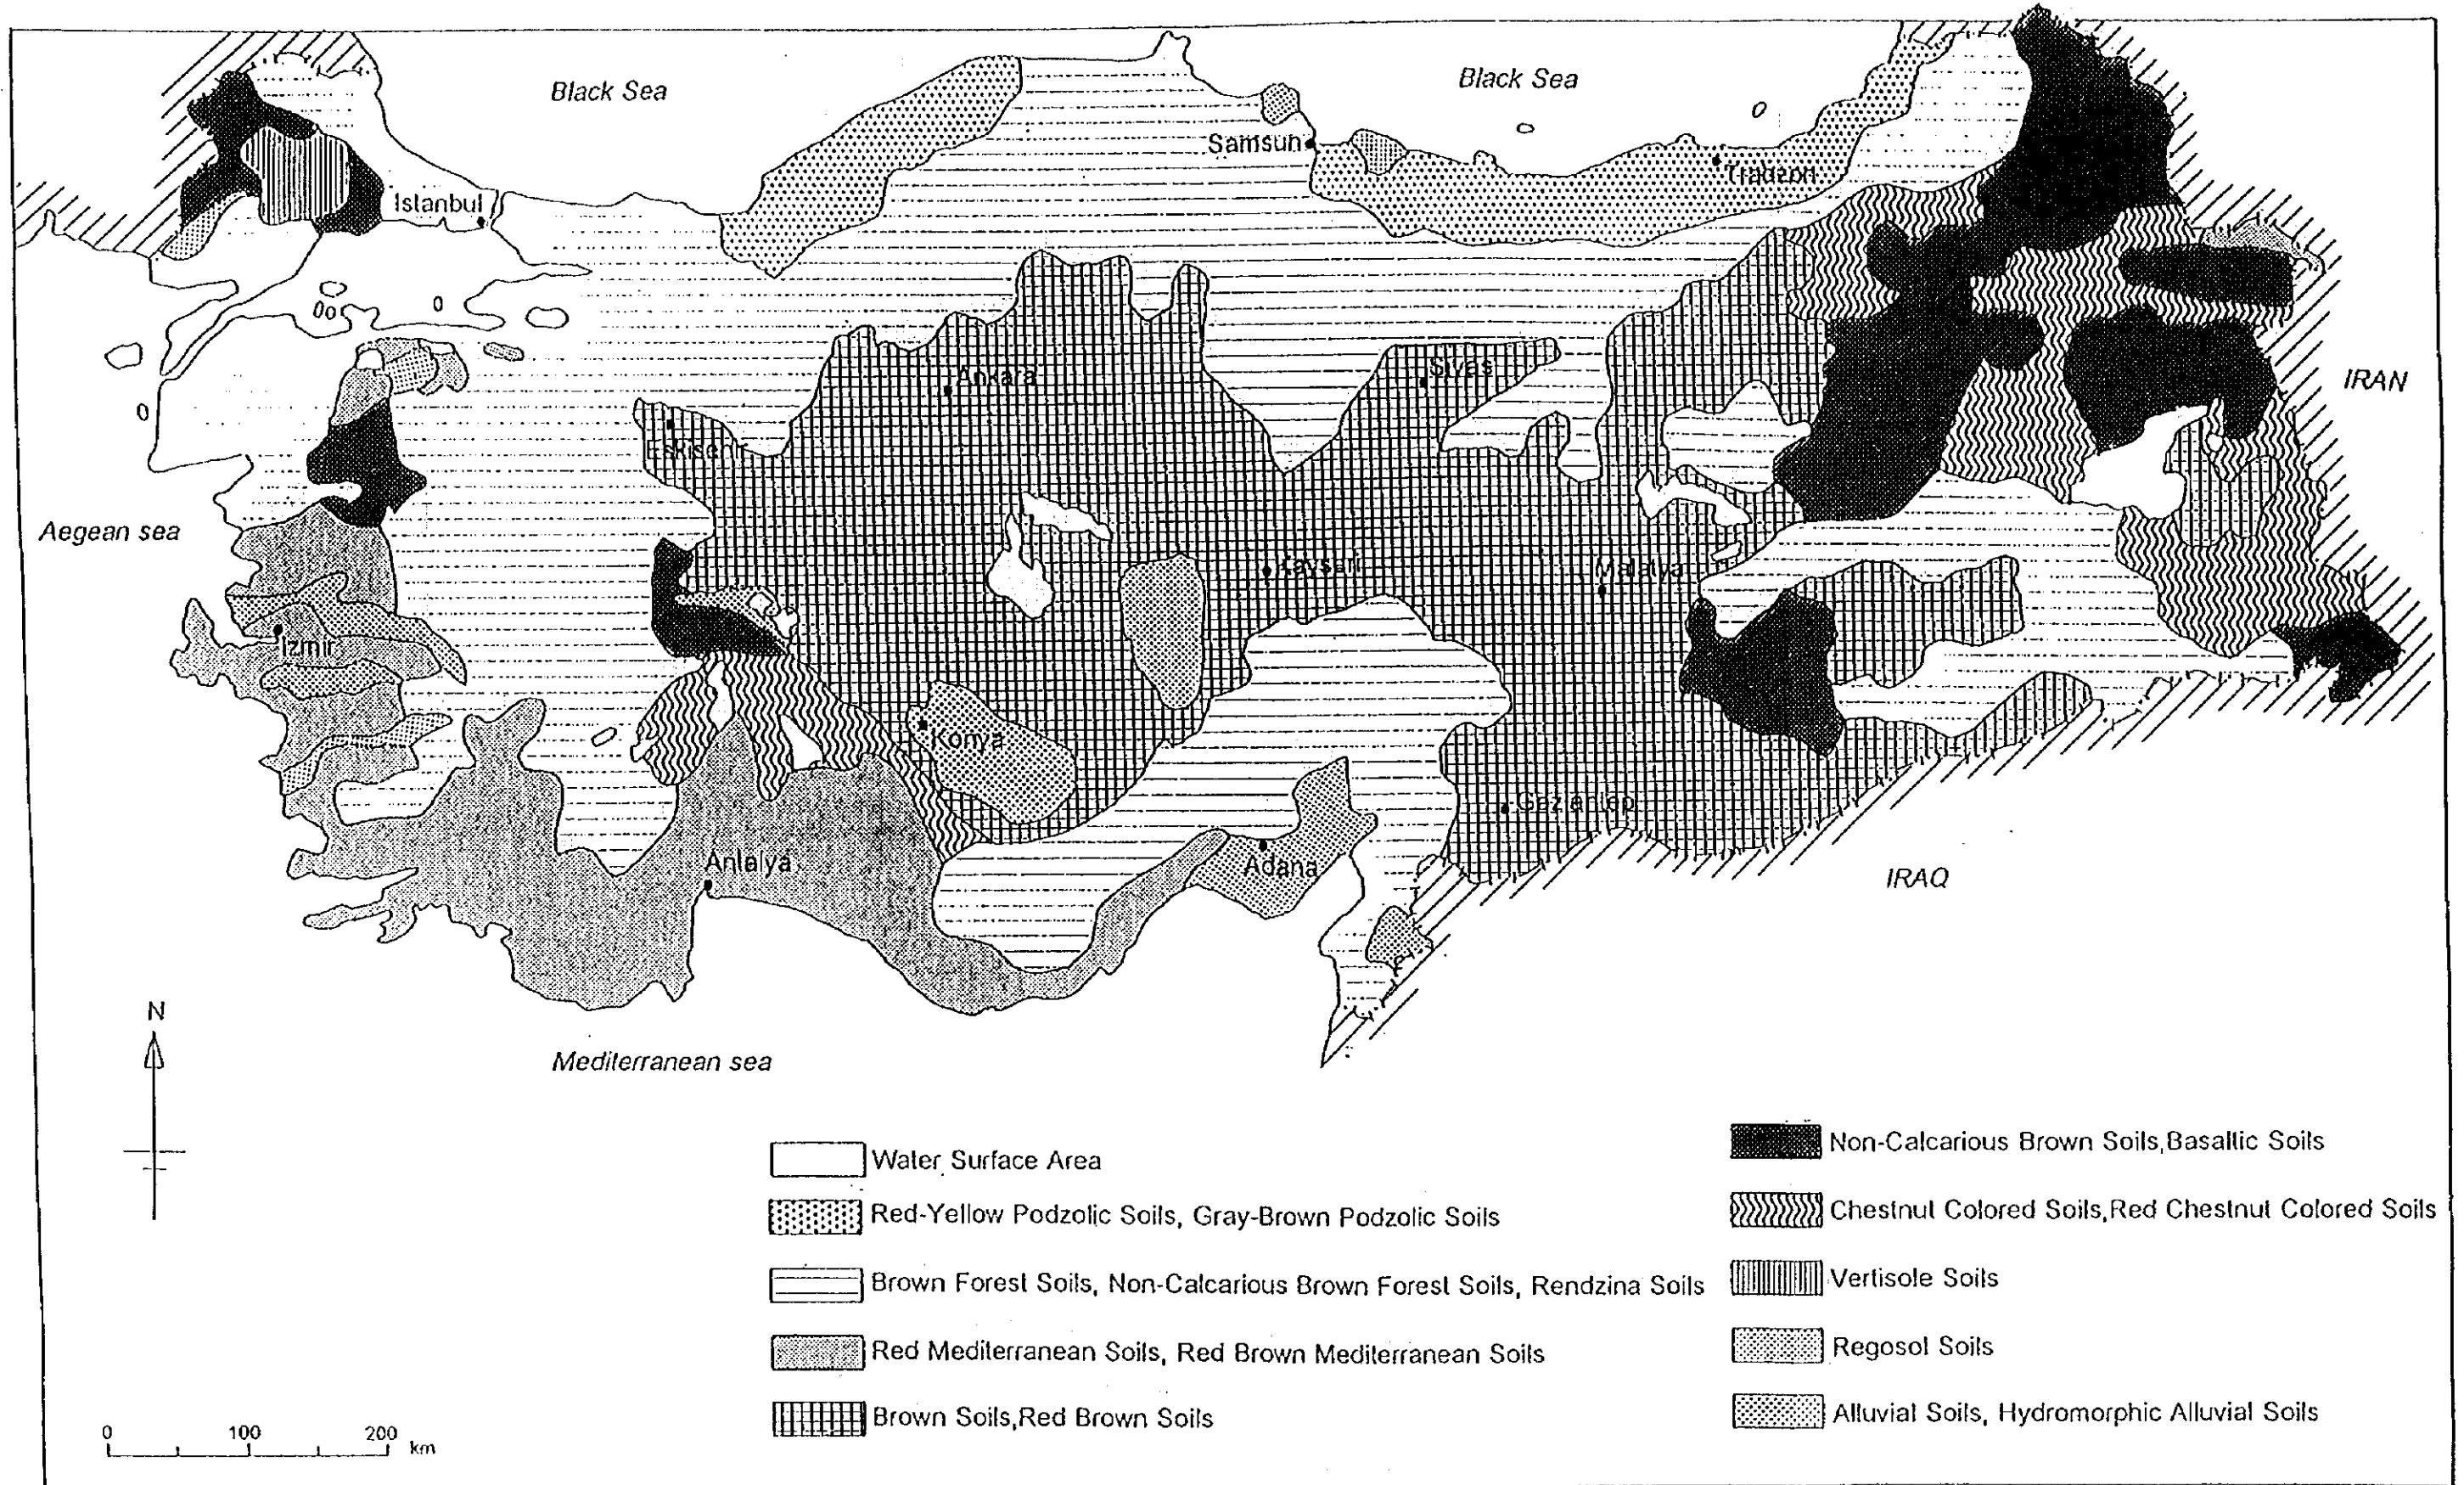 Black Sea
Black Sea
Samsun
Trabzon
Istanbul
Ankara
Sivas
IRAN
Eskisehir
Aegean sea
Kayseri
Malatya
Izmir
Konya
Gaziantep
Antalya
Adana
IRAQ
N
Mediterranean sea
Water Surface Area
Red-Yellow Podzolic Soils, Gray-Brown Podzolic Soils
Brown Forest Soils, Non-Calcarious Brown Forest Soils, Rendzina Soils
Red Mediterranean Soils, Red Brown Mediterranean Soils
Brown Soils,Red Brown Soils
Non-Calcarious Brown Soils,Basaltic Soils
Chestnut Colored Soils,Red Chestnut Colored Soils
Vertisole Soils
Regosol Soils
Alluvial Soils, Hydromorphic Alluvial Soils
0 100 200 km